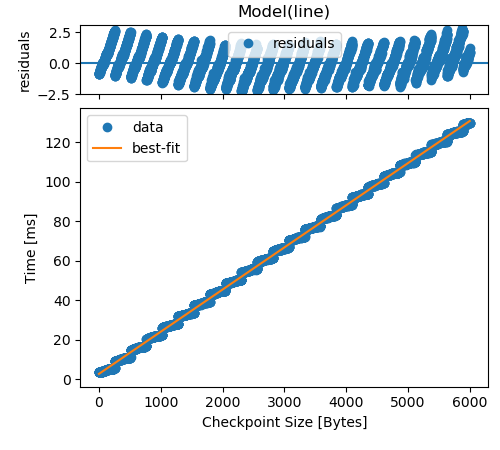 Model(line)
residuals
2.5
0.0
−2.5
residuals
data
best-fit
Time [ms]
120
100
80
60
40
20
0
0 1000 2000 3000 4000 5000 6000
Checkpoint Size [Bytes]